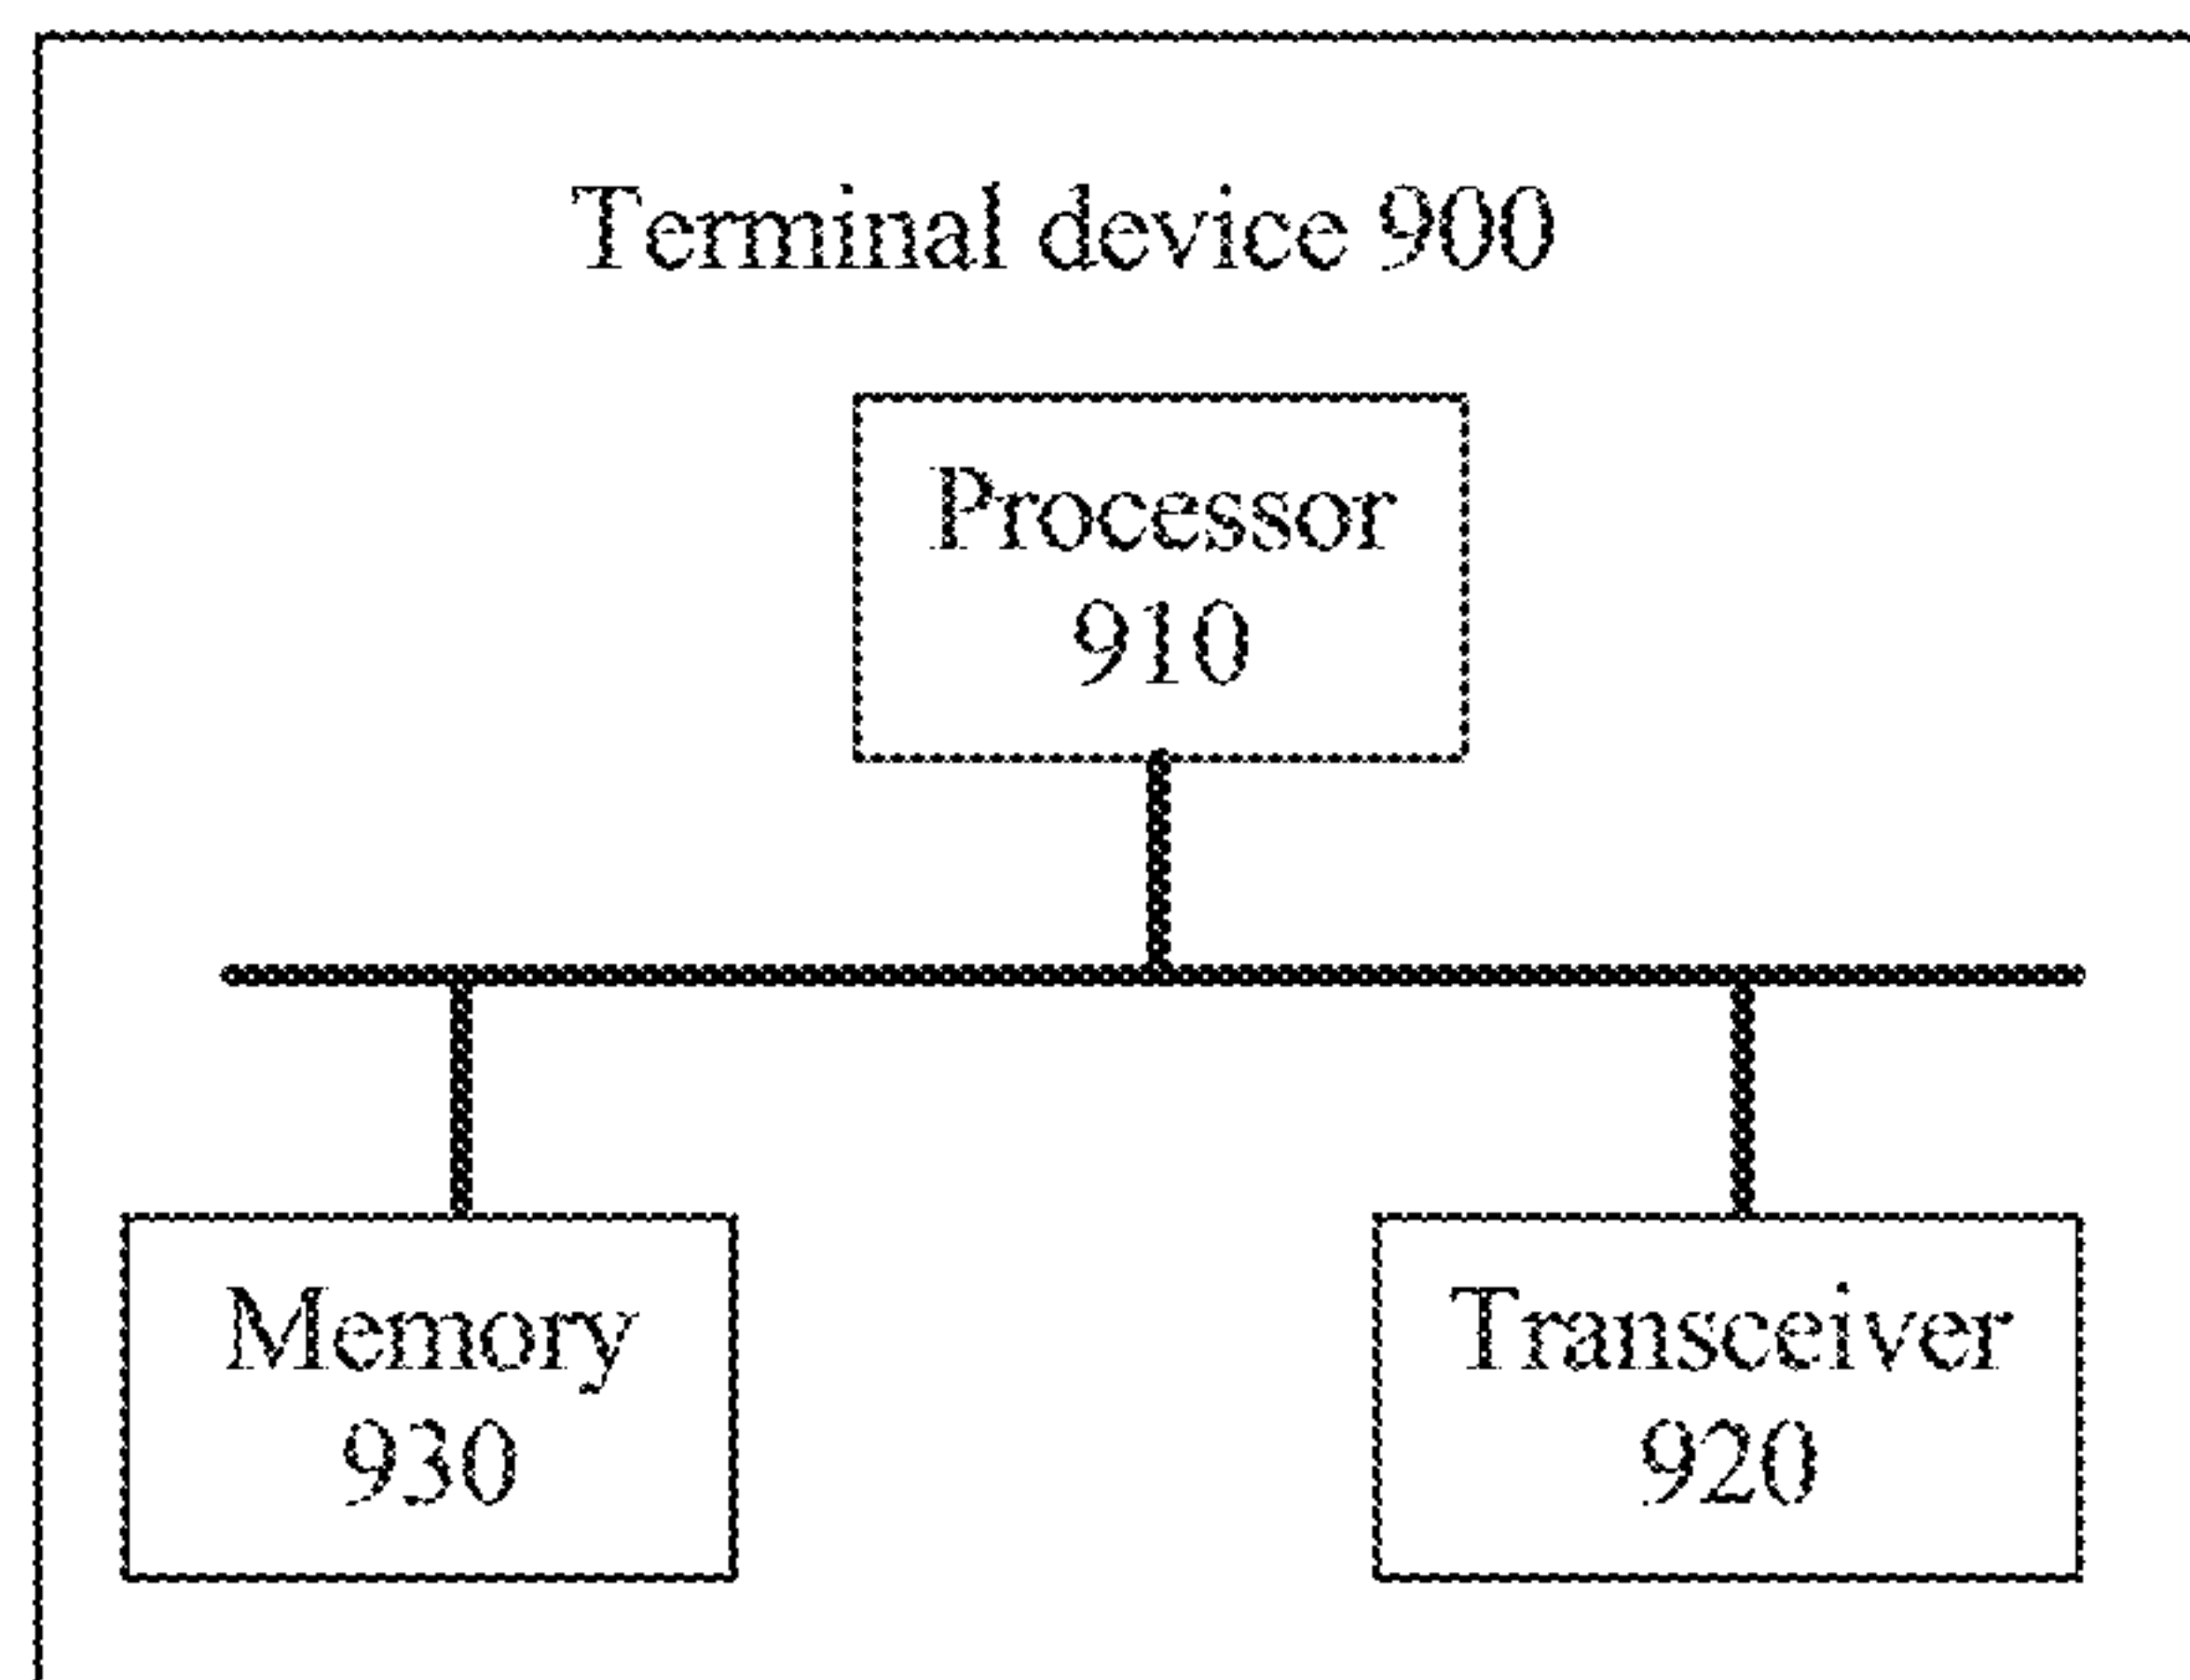 Terminal device 900
Processor
910
Memory
930
Transceiver
920